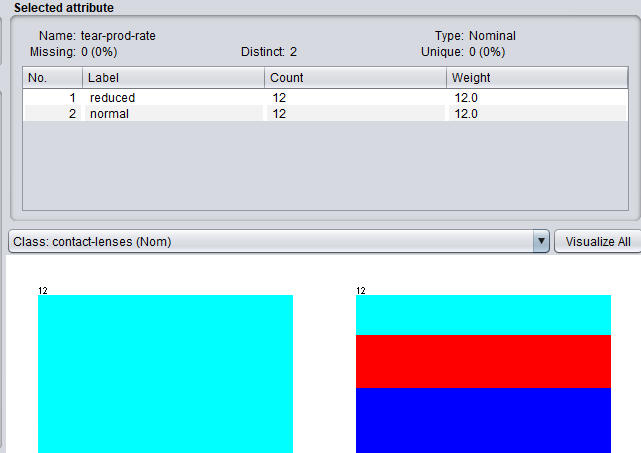 Selected attribute
Name: tear-prod-rate Type: Nominal
Missing: 0 (0%) Distinct: 2 Unique: 0 (0%)
No. Label Count Weight
1 reduced 12 12.0
2 normal 12 12.0
Class: contact-lenses (Nom) Visualize All
12 12